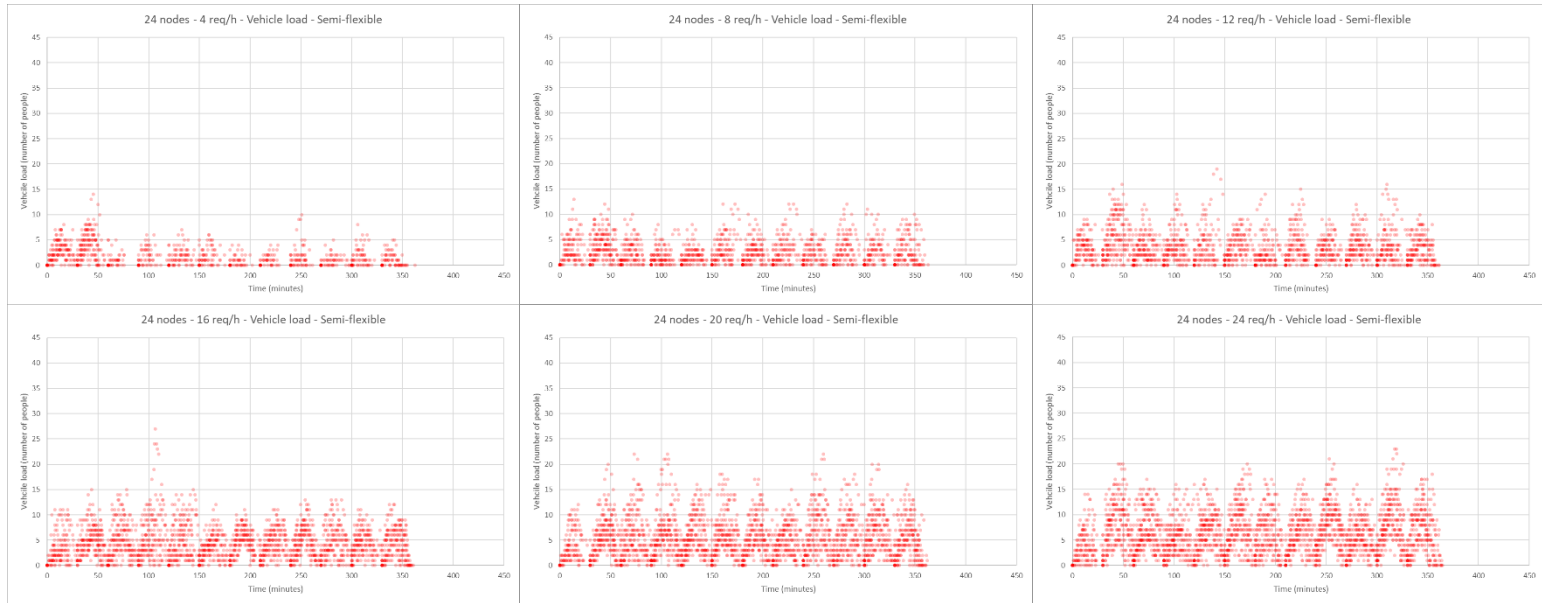 24 nodes - 4 req/h - Vehicle load - Semi-flexible
Vehcile load (number of people)
45
40
35
30
25
20
15
10
5
0
0 50 100 150 200 250 300 350 400 450
Time (minutes)
24 nodes - 8 req/h - Vehicle load - Semi-flexible
Vehcile load (number of people)
45
40
35
30
25
20
15
10
5
0
0 50 100 150 200 250 300 350 400 450
Time (minutes)
24 nodes - 12 req/h - Vehicle load - Semi-flexible
Vehcile load (number of people)
45
40
35
30
25
20
15
10
5
0
0 50 100 150 200 250 300 350 400 450
Time (minutes)
24 nodes - 16 req/h - Vehicle load - Semi-flexible
Vehcile load (number of people)
45
40
35
30
25
20
15
10
5
0
0 50 100 150 200 250 300 350 400 450
Time (minutes)
24 nodes - 20 req/h - Vehicle load - Semi-flexible
Vehcile load (number of people)
45
40
35
30
25
20
15
10
5
0
0 50 100 150 200 250 300 350 400 450
Time (minutes)
24 nodes - 24 req/h - Vehicle load - Semi-flexible
Vehcile load (number of people)
45
40
35
30
25
20
15
10
5
0
0 50 100 150 200 250 300 350 400 450
Time (minutes)